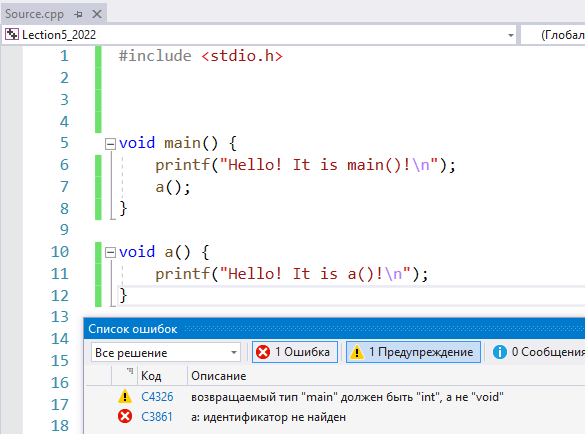 Source.cpp
Lection5_2022 (Глобал
1 #include <stdio.h>
2
3
4
5 void main() {
6 printf("Hello! It is main()!\n");
7 a();
8 }
9
10 void a() {
11 printf("Hello! It is a()!\n");
12 }
13
14
15
16
17
18
Список ошибок
Все решение 1 Ошибка 1 Предупреждение 0 Сообщения
Код Описание
C4326 возвращаемый тип "main" должен быть "int", а не "void"
C3861 a: идентификатор не найден